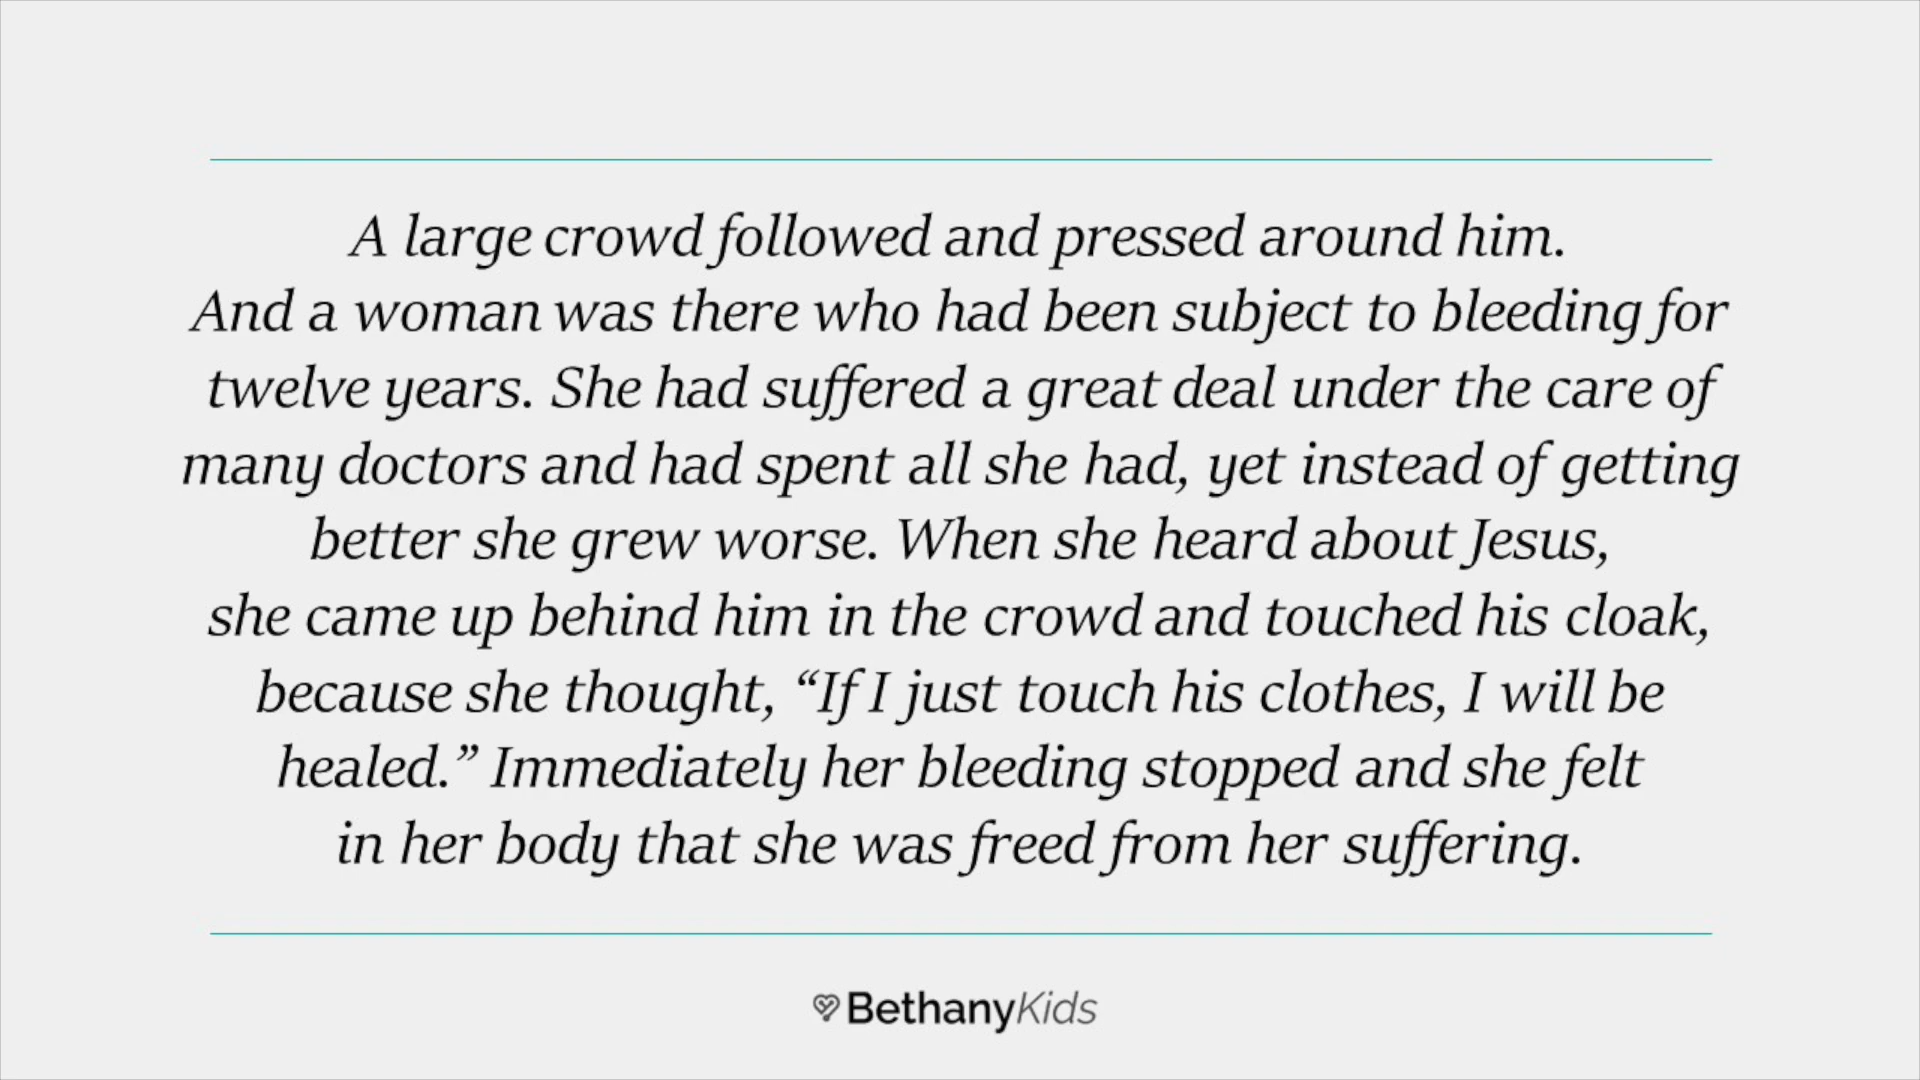 A large crowd followed and pressed around him.
And a woman was there who had been subject to bleeding for
twelve years. She had suffered a great deal under the care of
many doctors and had spent all she had, yet instead of getting
better she grew worse. When she heard about Jesus,
she came up behind him in the crowd and touched his cloak,
because she thought, “If I just touch his clothes, I will be
healed.” Immediately her bleeding stopped and she felt
in her body that she was freed from her suffering.
BethanyKids